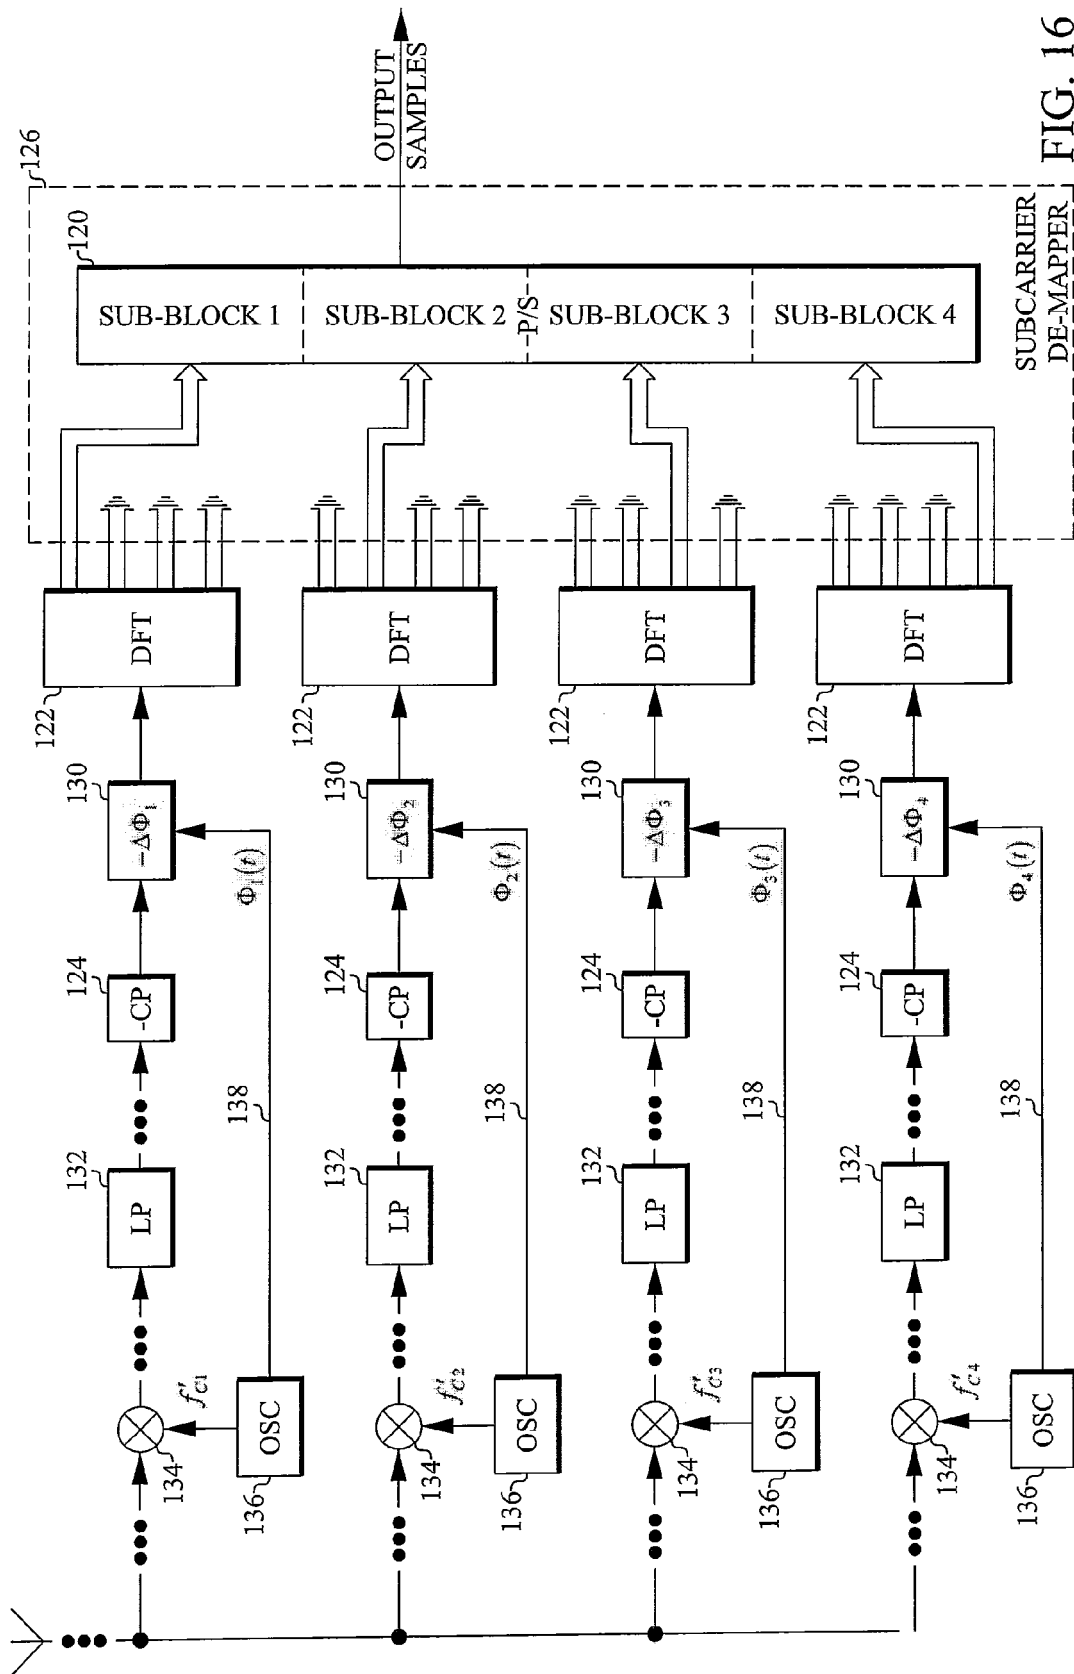 126
120
OUTPUT
SAMPLES
SUB-BLOCK 1
SUB-BLOCK 2
P/S
SUB-BLOCK 3
SUB-BLOCK 4
SUBCARRIER
DE-MAPPER
FIG. 16
122
DFT
130
-ΔΦ₁
Φ₁(t)
124
-CP
138
132
LP
134
f′c₁
136
OSC
122
DFT
130
-ΔΦ₂
Φ₂(t)
124
-CP
138
132
LP
134
f′c₂
136
OSC
122
DFT
130
-ΔΦ₃
Φ₃(t)
124
-CP
138
132
LP
134
f′c₃
136
OSC
122
DFT
130
-ΔΦ₄
Φ₄(t)
124
-CP
138
132
LP
134
f′c₄
136
OSC